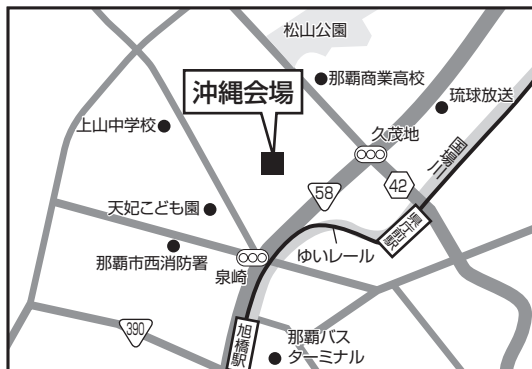 松山公園
那覇商業高校
沖縄会場
琉球放送
上山中学校
久茂地
国場川
58
42
天妃こども園
県庁前駅
那覇市西消防署
泉崎
ゆいレール
390
旭橋駅
那覇バス
ターミナル